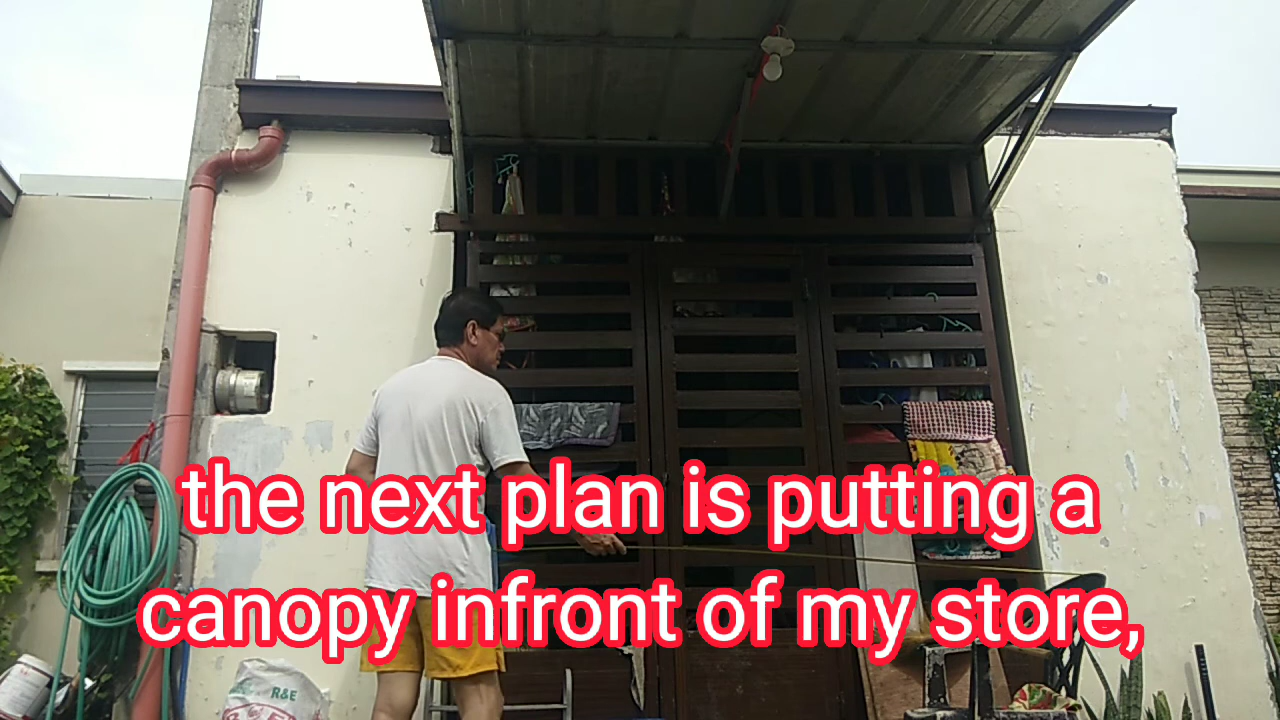 the next plan is putting a
canopy infront of my store,
R&E